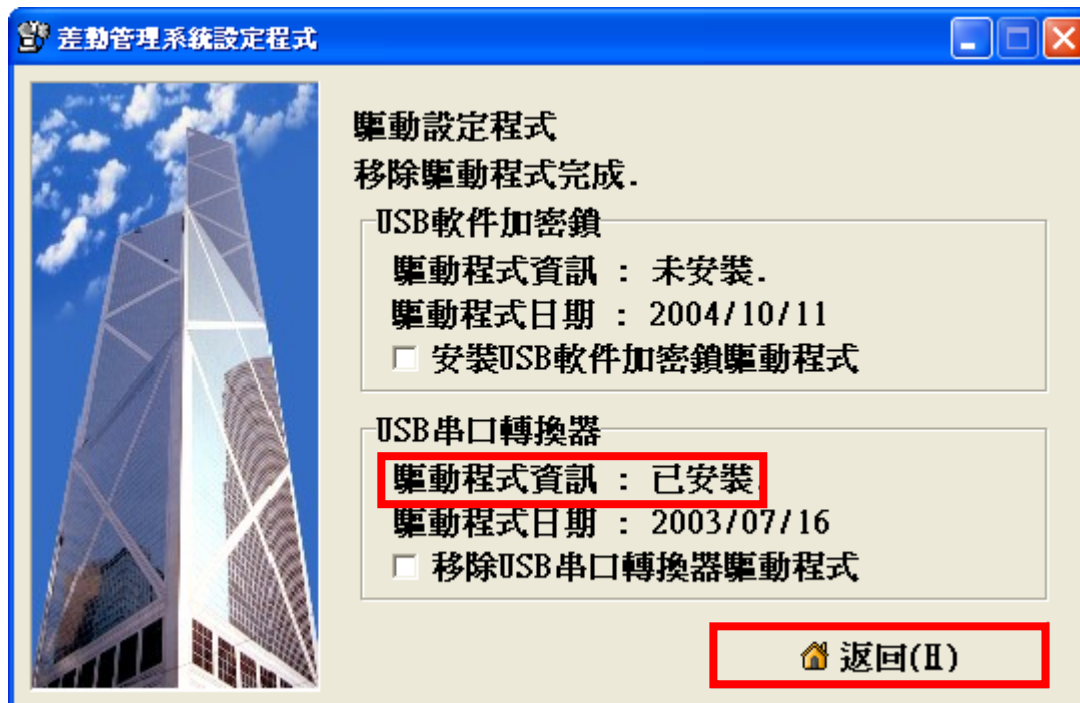 差勤管理系統設定程式
驅動設定程式
移除驅動程式完成.
USB軟件加密鎖
驅動程式資訊 : 未安裝.
驅動程式日期 : 2004/10/11
安裝USB軟件加密鎖驅動程式
USB串口轉換器
驅動程式資訊 : 已安裝.
驅動程式日期 : 2003/07/16
移除USB串口轉換器驅動程式
返回(H)